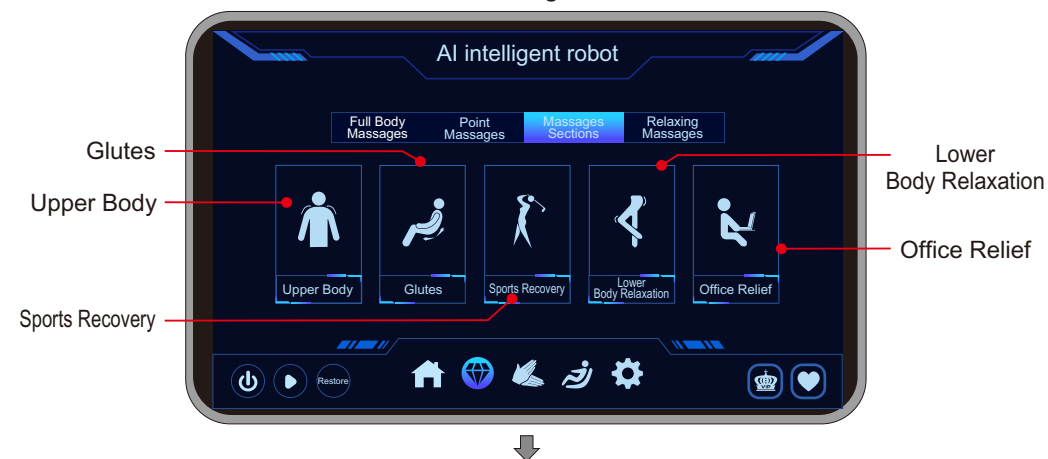 AI intelligent robot
Full Body
Massages
Point
Massages
Massages
Sections
Relaxing
Massages
Glutes
Upper Body
Sports Recovery
Lower
Body Relaxation
Office Relief
Upper Body
Glutes
Sports Recovery
Lower
Body Relaxation
Office Relief
Restore
VIP